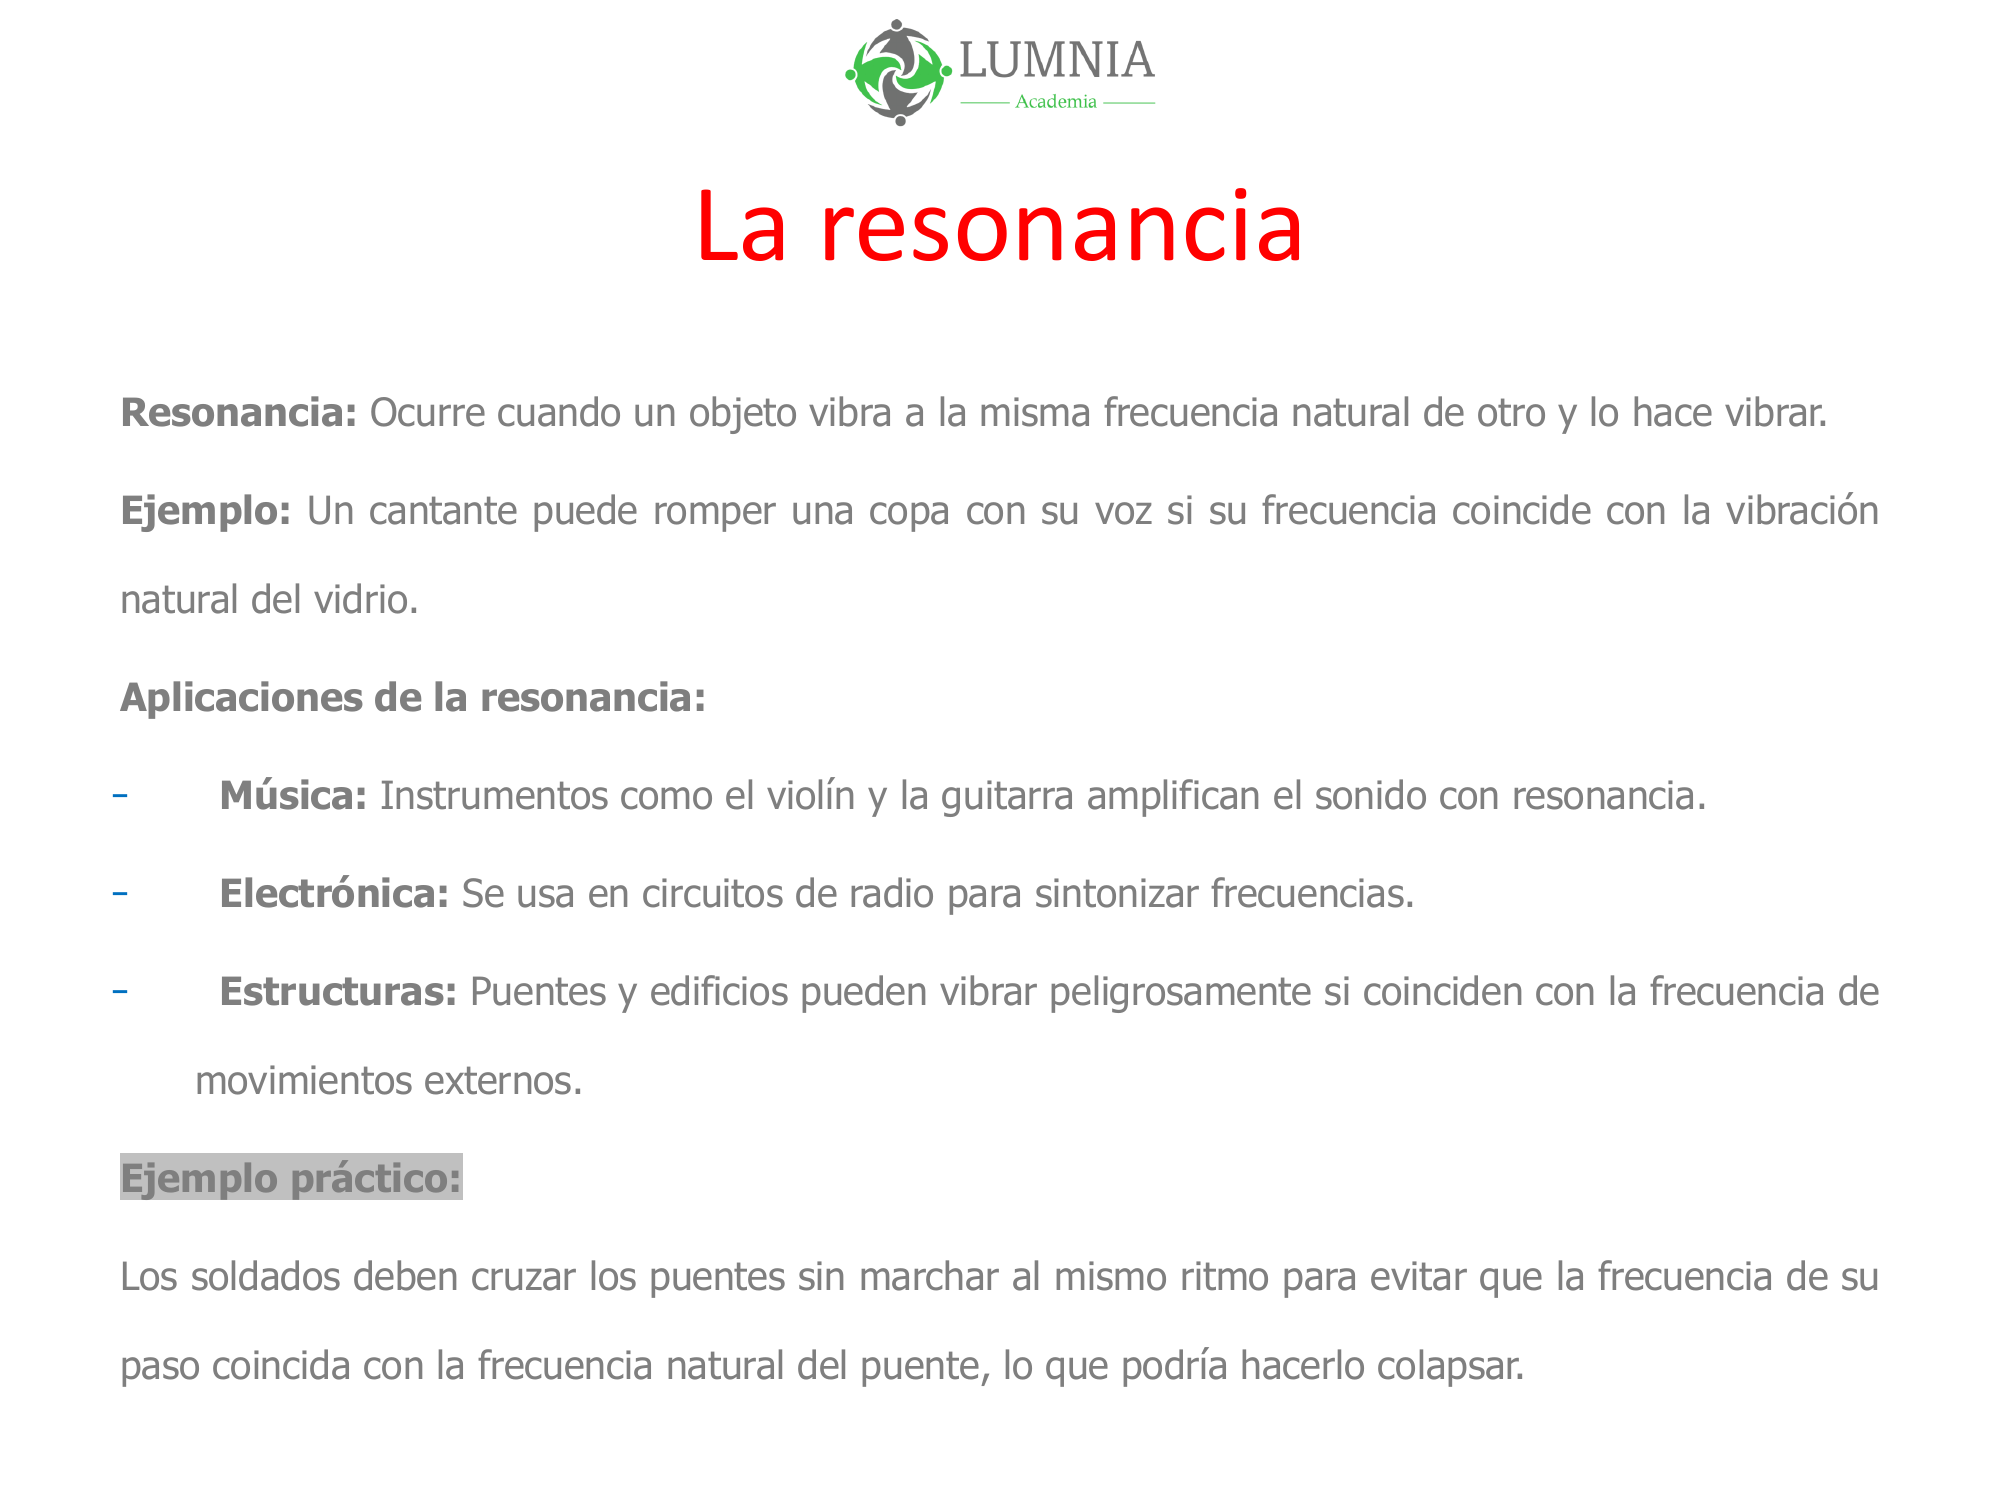 LUMNIA
Academia
La resonancia
Resonancia: Ocurre cuando un objeto vibra a la misma frecuencia natural de otro y lo hace vibrar.
Ejemplo: Un cantante puede romper una copa con su voz si su frecuencia coincide con la vibración
natural del vidrio.
Aplicaciones de la resonancia:
- Música: Instrumentos como el violín y la guitarra amplifican el sonido con resonancia.
- Electrónica: Se usa en circuitos de radio para sintonizar frecuencias.
- Estructuras: Puentes y edificios pueden vibrar peligrosamente si coinciden con la frecuencia de
movimientos externos.
Ejemplo práctico:
Los soldados deben cruzar los puentes sin marchar al mismo ritmo para evitar que la frecuencia de su
paso coincida con la frecuencia natural del puente, lo que podría hacerlo colapsar.